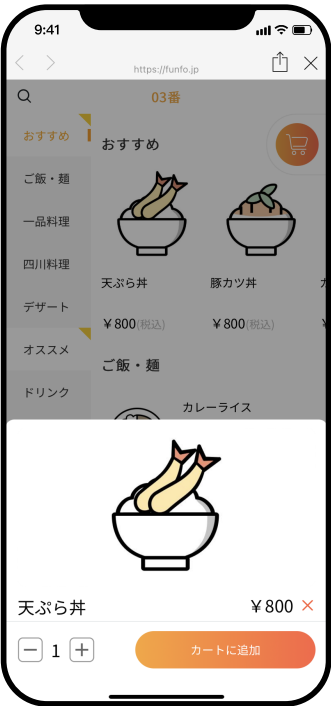 9:41
https://funfo.jp
03番
おすすめ
ご飯・麺
一品料理
四川料理
デザート
オススメ
ドリンク
おすすめ
天ぷら丼
豚カツ丼
￥800(税込)
￥800(税込)
ご飯・麺
カレーライス
天ぷら丼
￥800
1
カートに追加